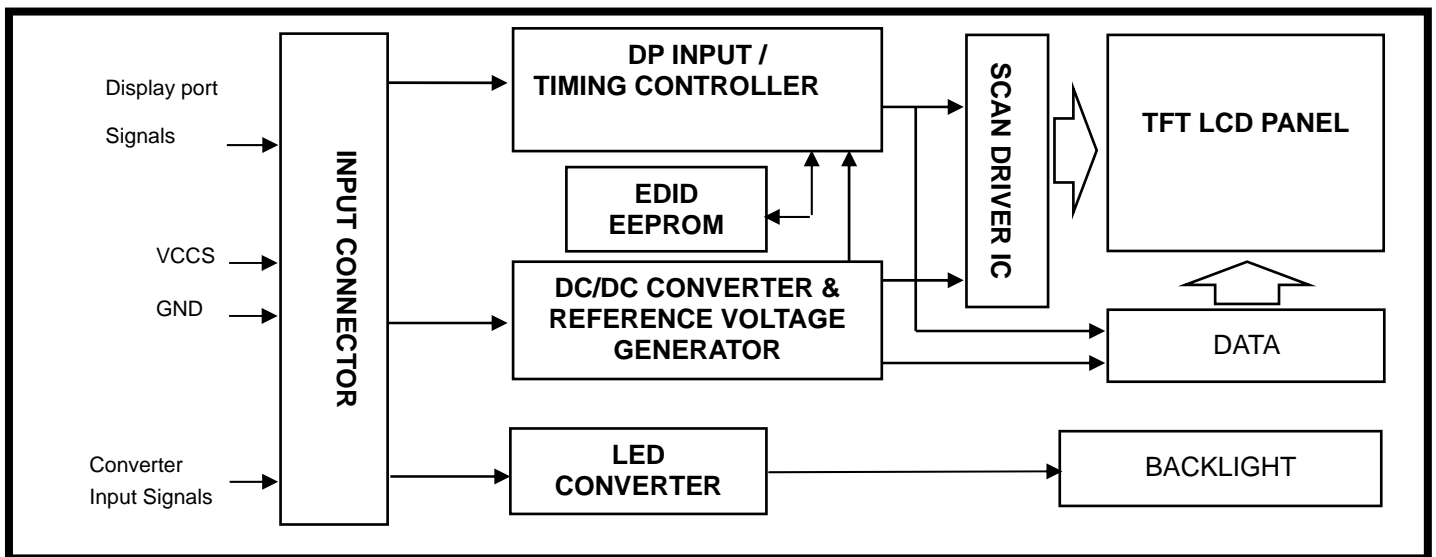 Display port
Signals
VCCS
GND
Converter
Input Signals
INPUT CONNECTOR
DP INPUT /
TIMING CONTROLLER
EDID
EEPROM
DC/DC CONVERTER &
REFERENCE VOLTAGE
GENERATOR
LED
CONVERTER
SCAN DRIVER IC
TFT LCD PANEL
DATA
BACKLIGHT